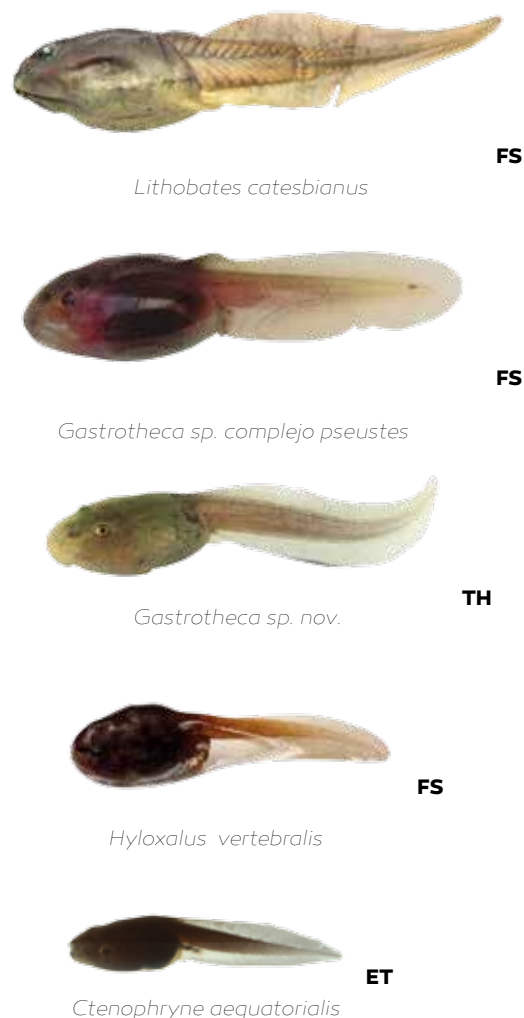 FS
Lithobates catesbianus
FS
Gastrotheca sp. complejo pseustes
TH
Gastrotheca sp. nov.
FS
Hyloxalus vertebralis
ET
Ctenophryne aequatorialis